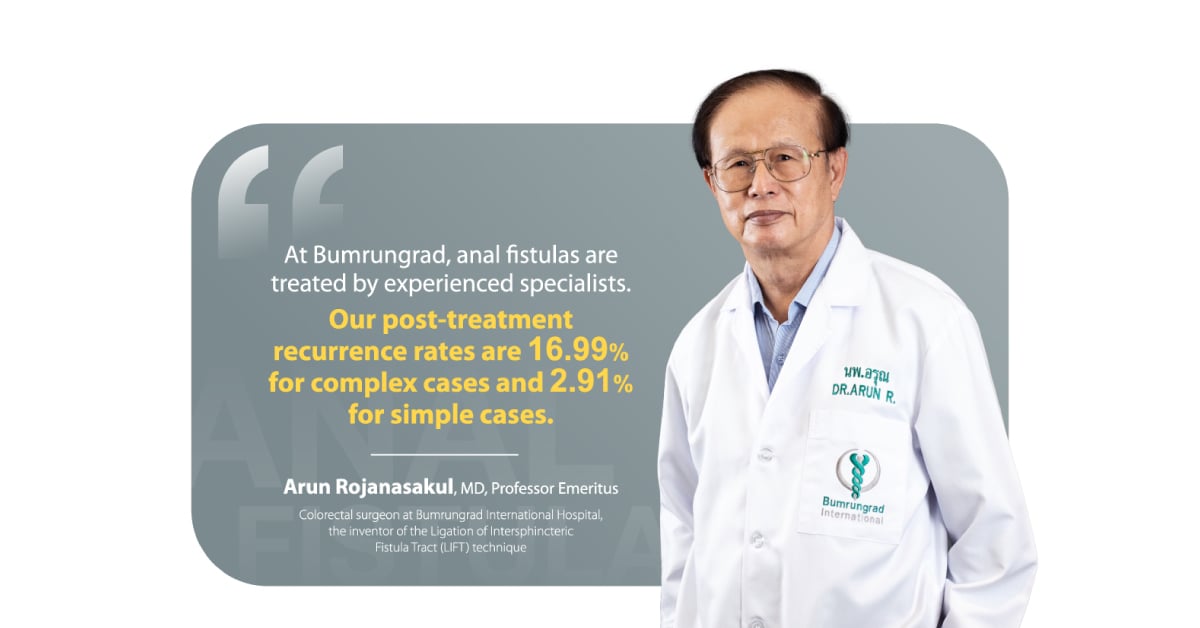 At Bumrungrad, anal fistulas are
treated by experienced specialists.
Our post-treatment
recurrence rates are 16.99%
for complex cases and 2.91%
for simple cases.
Arun Rojanasakul, MD, Professor Emeritus
Colorectal surgeon at Bumrungrad International Hospital,
the inventor of the Ligation of Intersphincteric
Fistula Tract (LIFT) technique
ANAL
FISTULA
นพ.อรุณ
DR.ARUN R.
Bumrungrad
International